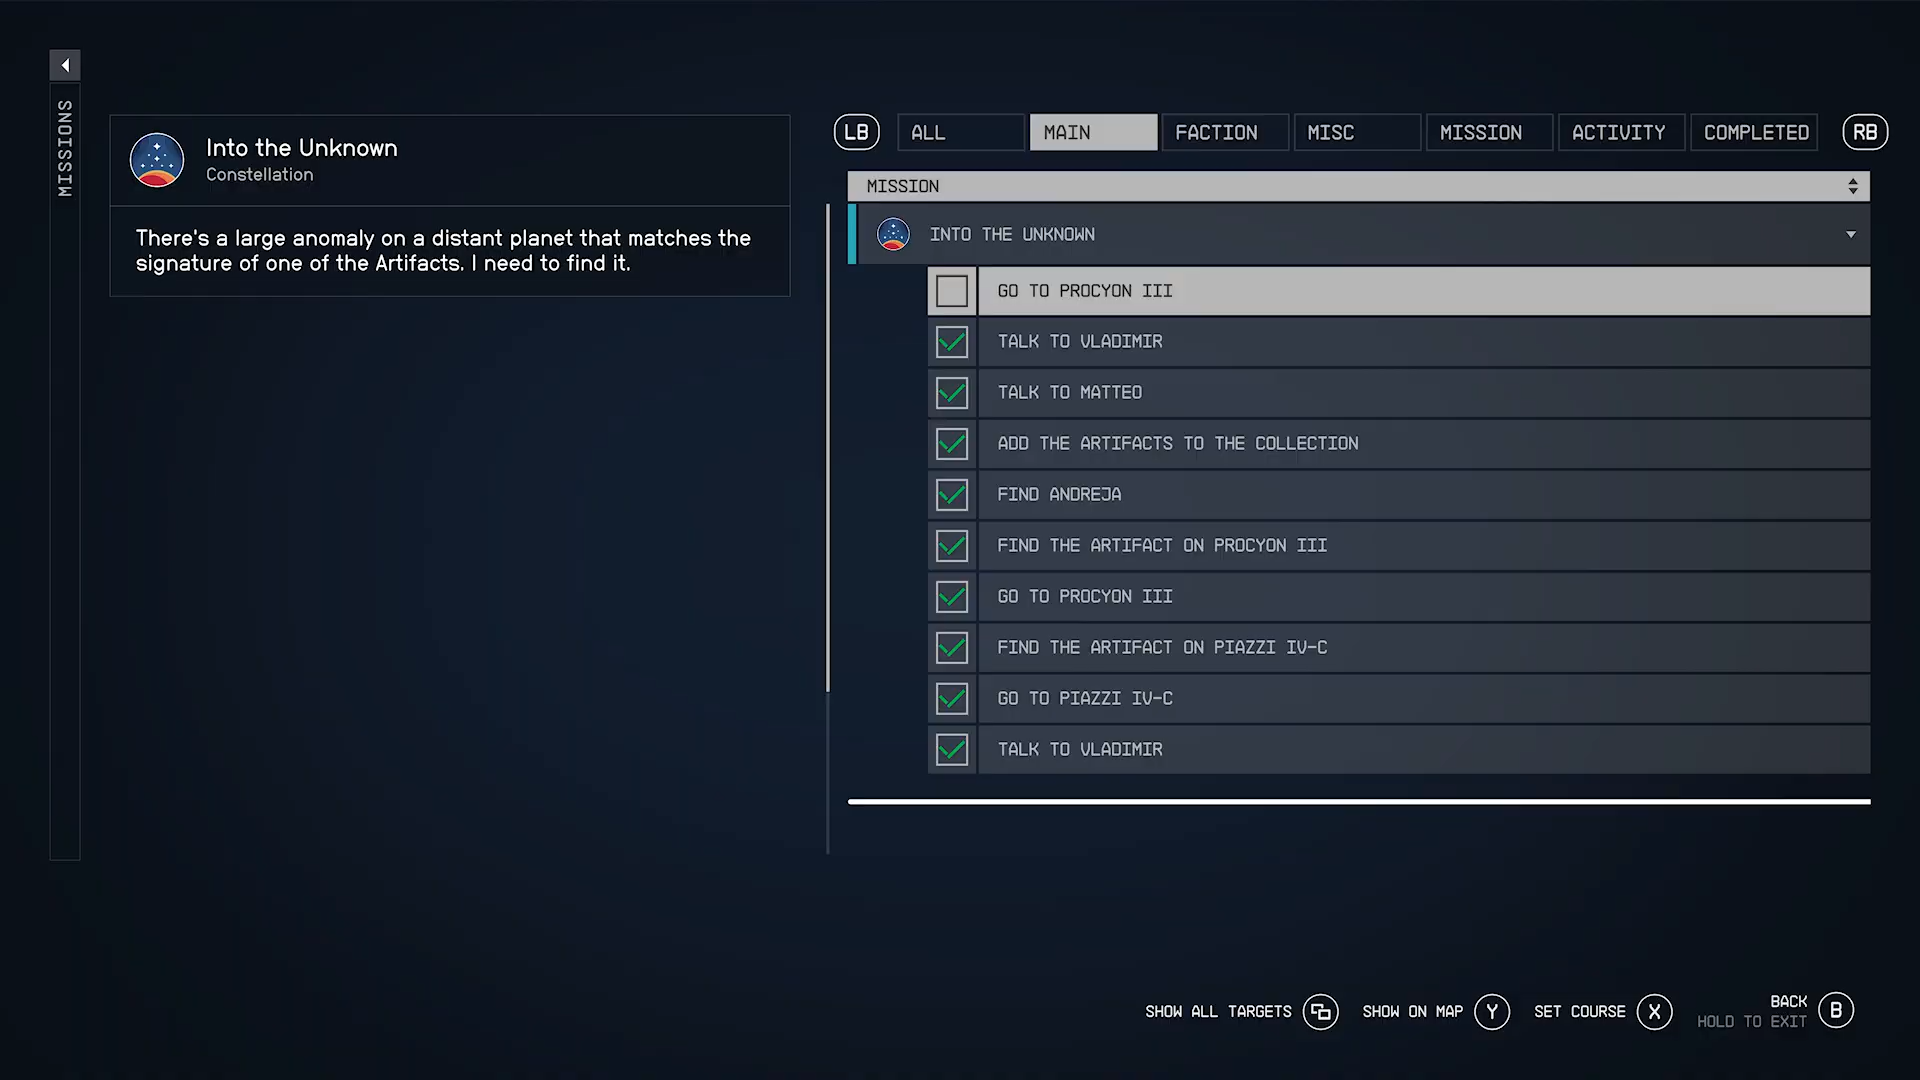 MISSIONS
Into the Unknown
Constellation
There's a large anomaly on a distant planet that matches the
signature of one of the Artifacts. I need to find it.
LB ALL MAIN FACTION MISC MISSION ACTIVITY COMPLETED RB
MISSION
INTO THE UNKNOWN
GO TO PROCYON III
TALK TO VLADIMIR
TALK TO MATTEO
ADD THE ARTIFACTS TO THE COLLECTION
FIND ANDREJA
FIND THE ARTIFACT ON PROCYON III
GO TO PROCYON III
FIND THE ARTIFACT ON PIAZZI IV-C
GO TO PIAZZI IV-C
TALK TO VLADIMIR
SHOW ALL TARGETS SHOW ON MAP Y SET COURSE X BACK B
HOLD TO EXIT